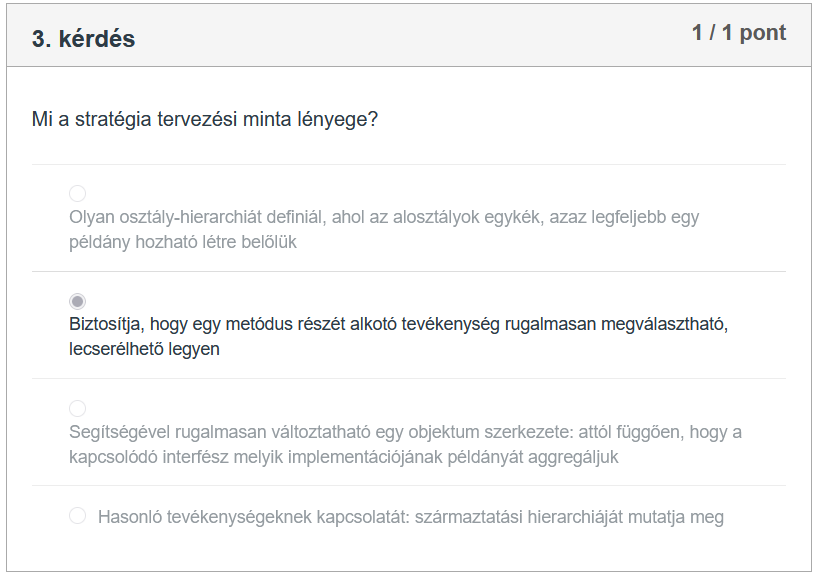 3. kérdés
1 / 1 pont
Mi a stratégia tervezési minta lényege?
Olyan osztály-hierarchiát definiál, ahol az alosztályok egykék, azaz legfeljebb egy
példány hozható létre belőlük
Biztosítja, hogy egy metódus részét alkotó tevékenység rugalmasan megválasztható,
lecserélhető legyen
Segítségével rugalmasan változtatható egy objektum szerkezete: attól függően, hogy a
kapcsolódó interfész melyik implementációjának példányát aggregáljuk
Hasonló tevékenységeknek kapcsolatát: származtatási hierarchiáját mutatja meg